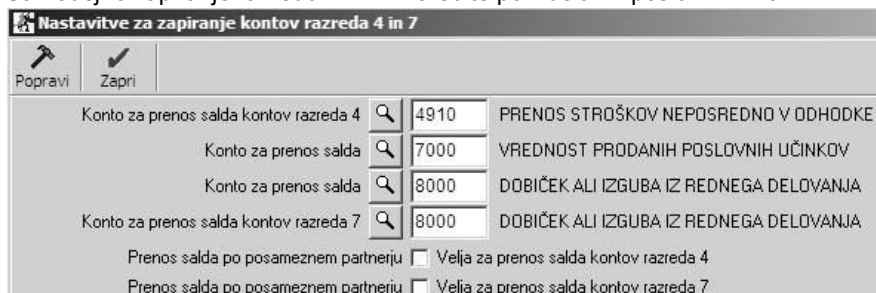 Nastavitve za zapiranje kontov razreda 4 in 7
Popravi Zapri
Konto za prenos salda kontov razreda 4 4910 PRENOS STROŠKOV NEPOSREDNO V ODHODKE
Konto za prenos salda 7000 VREDNOST PRODANIH POSLOVNIH UČINKOV
Konto za prenos salda 8000 DOBIČEK ALI IZGUBA IZ REDNEGA DELOVANJA
Konto za prenos salda kontov razreda 7 8000 DOBIČEK ALI IZGUBA IZ REDNEGA DELOVANJA
Prenos salda po posameznem partnerju Velja za prenos salda kontov razreda 4
Prenos salda po posameznem partnerju Velja za prenos salda kontov razreda 7